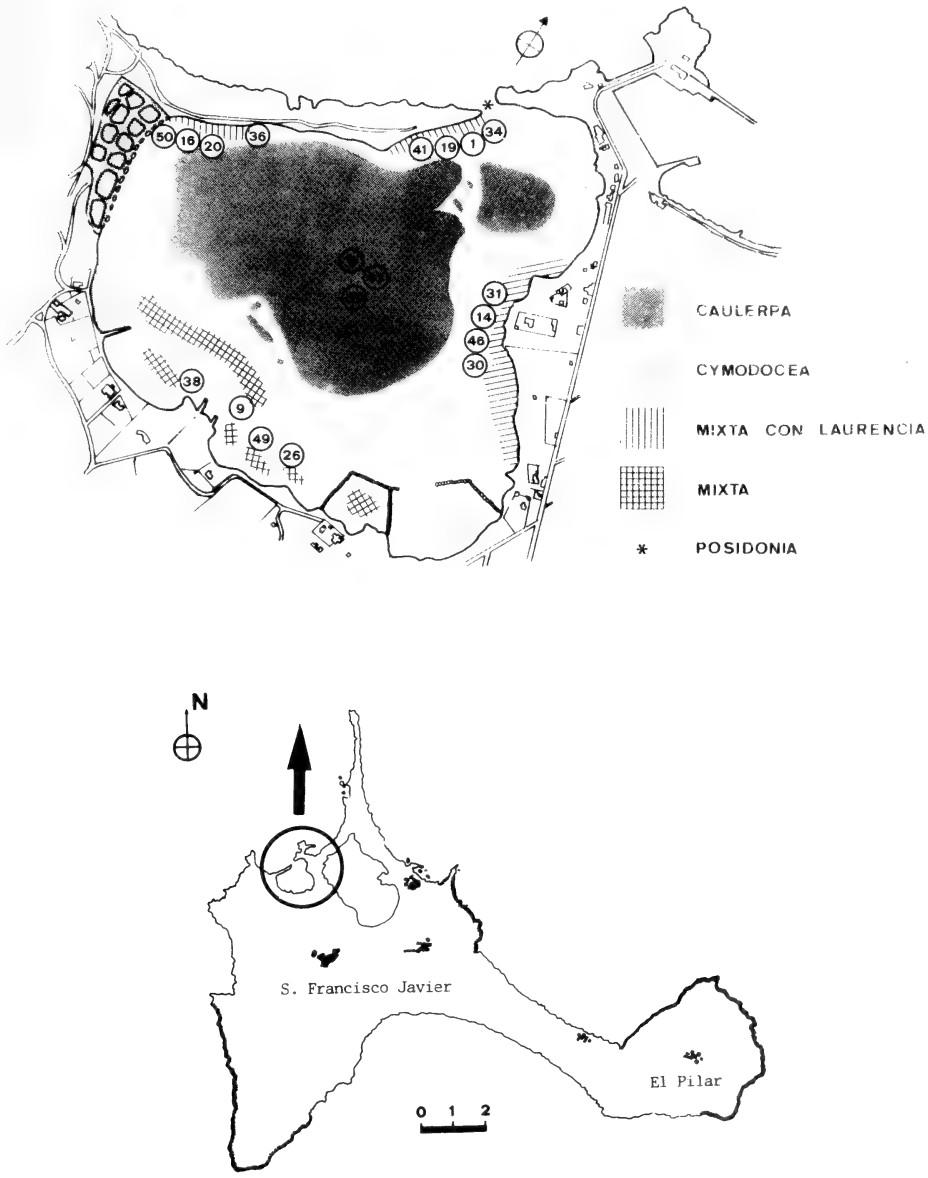 *
34
50
16
20
36
41
19
1
31
14
46
30
38
9
49
26
CAULERPA
CYMODOCEA
MIXTA CON LAURENCIA
MIXTA
* POSIDONIA
N
S. Francisco Javier
El Pilar
0 1 2